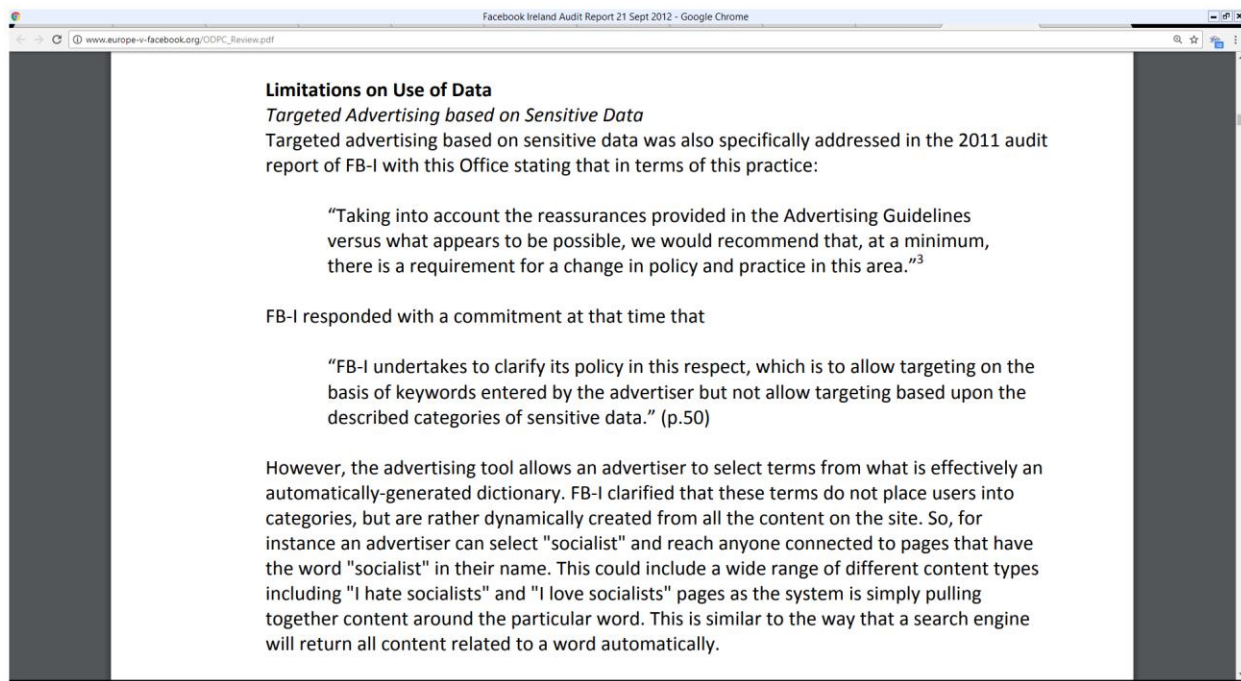 Facebook Ireland Audit Report 21 Sept 2012 - Google Chrome
www.europe-v-facebook.org/ODPC_Review.pdf
Limitations on Use of Data
Targeted Advertising based on Sensitive Data
Targeted advertising based on sensitive data was also specifically addressed in the 2011 audit
report of FB-I with this Office stating that in terms of this practice:
“Taking into account the reassurances provided in the Advertising Guidelines
versus what appears to be possible, we would recommend that, at a minimum,
there is a requirement for a change in policy and practice in this area.”3
FB-I responded with a commitment at that time that
“FB-I undertakes to clarify its policy in this respect, which is to allow targeting on the
basis of keywords entered by the advertiser but not allow targeting based upon the
described categories of sensitive data.” (p.50)
However, the advertising tool allows an advertiser to select terms from what is effectively an
automatically-generated dictionary. FB-I clarified that these terms do not place users into
categories, but are rather dynamically created from all the content on the site. So, for
instance an advertiser can select "socialist" and reach anyone connected to pages that have
the word "socialist" in their name. This could include a wide range of different content types
including "I hate socialists" and "I love socialists" pages as the system is simply pulling
together content around the particular word. This is similar to the way that a search engine
will return all content related to a word automatically.